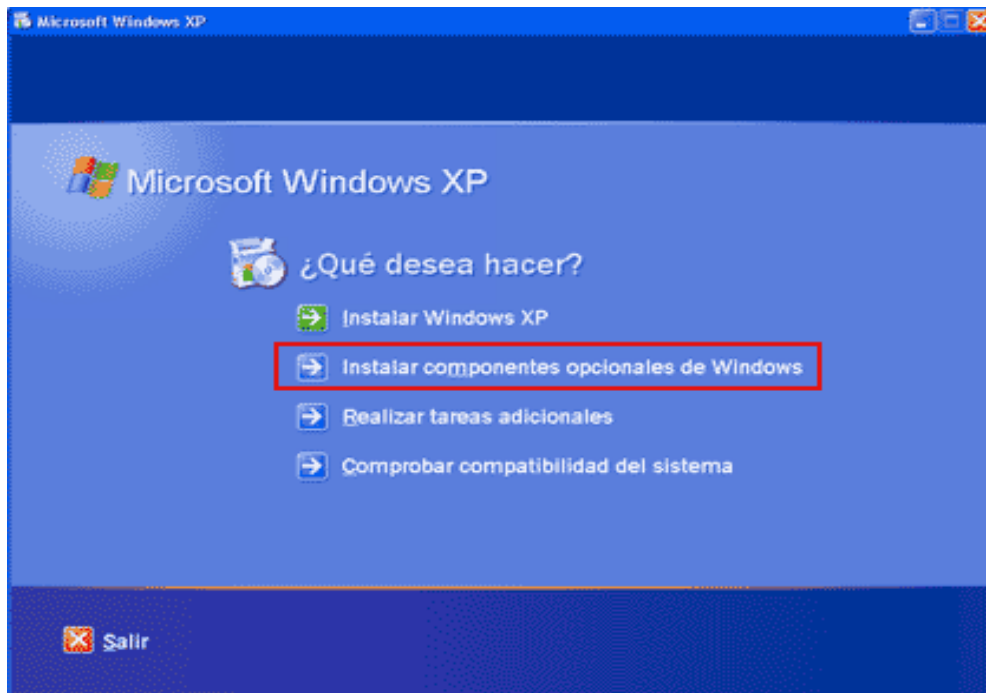 Microsoft Windows XP
Microsoft Windows XP
¿Qué desea hacer?
Instalar Windows XP
Instalar componentes opcionales de Windows
Realizar tareas adicionales
Comprobar compatibilidad del sistema
Salir